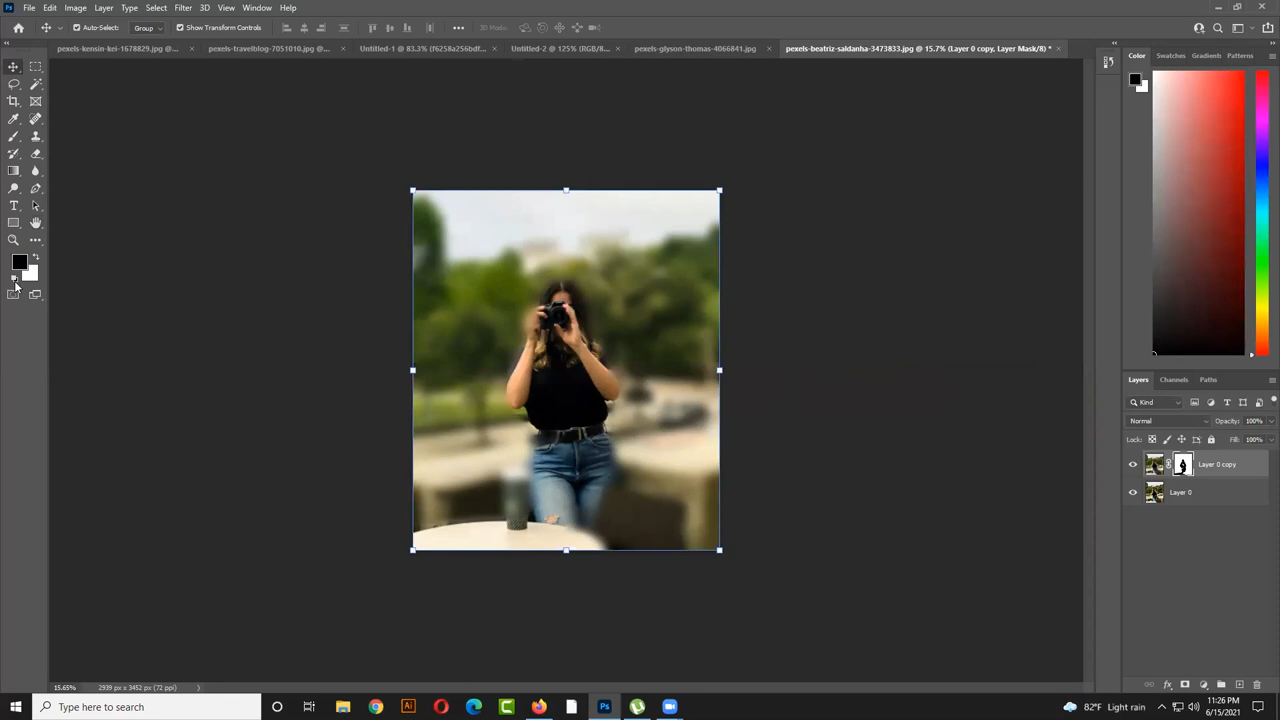 File Edit Image Layer Type Select Filter 3D View Window Help
Auto-Select: Group Show Transform Controls 3D Mode:
pexels-kensin-kei-1678829.jpg @... × pexels-travelblog-7051010.jpg @... × Untitled-1 @ 83.3% (f6258a256bdf... × Untitled-2 @ 125% (RGB/8... × pexels-glyson-thomas-4066841.jpg × pexels-beatriz-saldanha-3473833.jpg @ 15.7% (Layer 0 copy, Layer Mask/8) * ×
Color Swatches Gradients Patterns
Layers Channels Paths
Kind
Normal Opacity: 100%
Lock: Fill: 100%
Layer 0 copy
Layer 0
15.65% 2939 px x 3452 px (72 ppi)
Type here to search
82°F Light rain
11:26 PM
6/15/2021